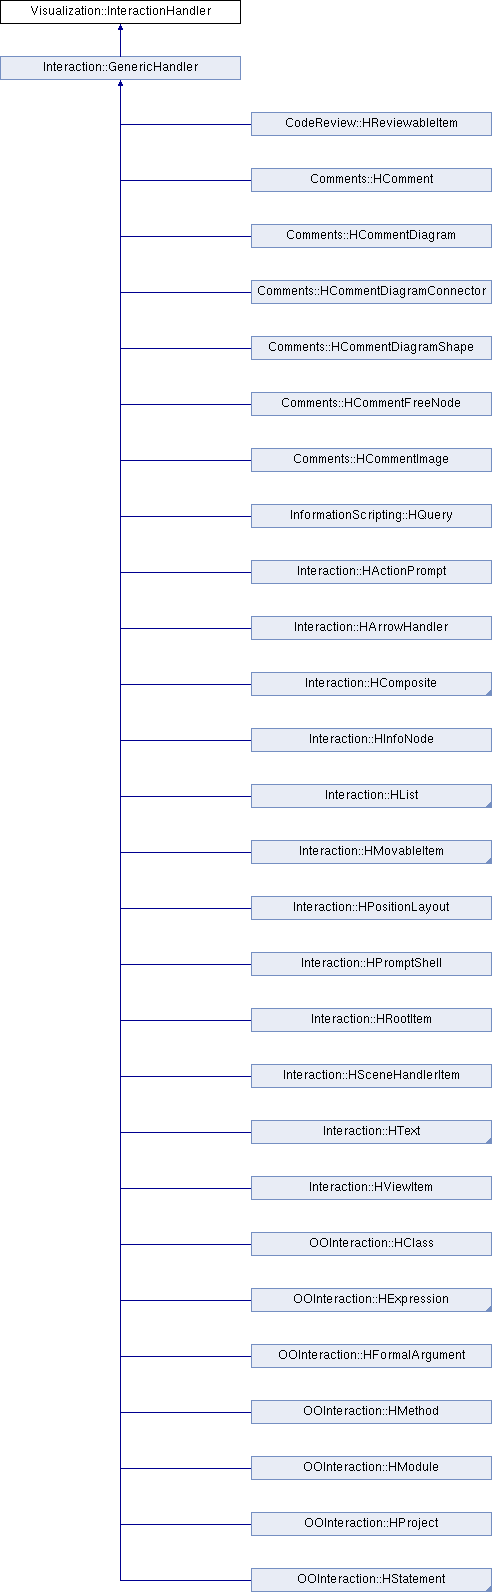 Visualization::InteractionHandler
Interaction::GenericHandler
CodeReview::HReviewableItem
Comments::HComment
Comments::HCommentDiagram
Comments::HCommentDiagramConnector
Comments::HCommentDiagramShape
Comments::HCommentFreeNode
Comments::HCommentImage
InformationScripting::HQuery
Interaction::HActionPrompt
Interaction::HArrowHandler
Interaction::HComposite
Interaction::HInfoNode
Interaction::HList
Interaction::HMovableItem
Interaction::HPositionLayout
Interaction::HPromptShell
Interaction::HRootItem
Interaction::HSceneHandlerItem
Interaction::HText
Interaction::HViewItem
OOInteraction::HClass
OOInteraction::HExpression
OOInteraction::HFormalArgument
OOInteraction::HMethod
OOInteraction::HModule
OOInteraction::HProject
OOInteraction::HStatement